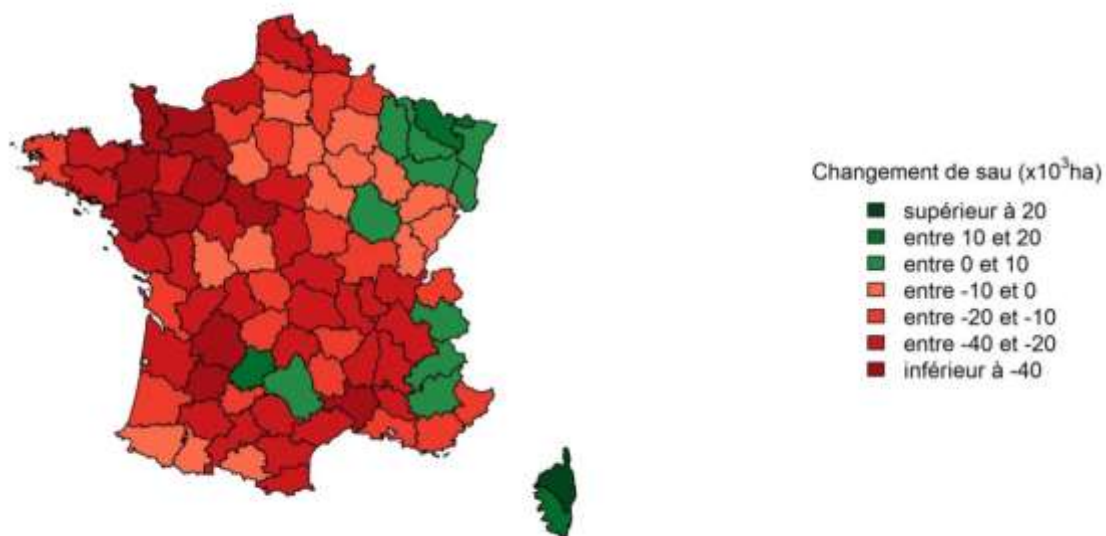 Changement de sau (x10³ha)
supérieur à 20
entre 10 et 20
entre 0 et 10
entre -10 et 0
entre -20 et -10
entre -40 et -20
inférieur à -40